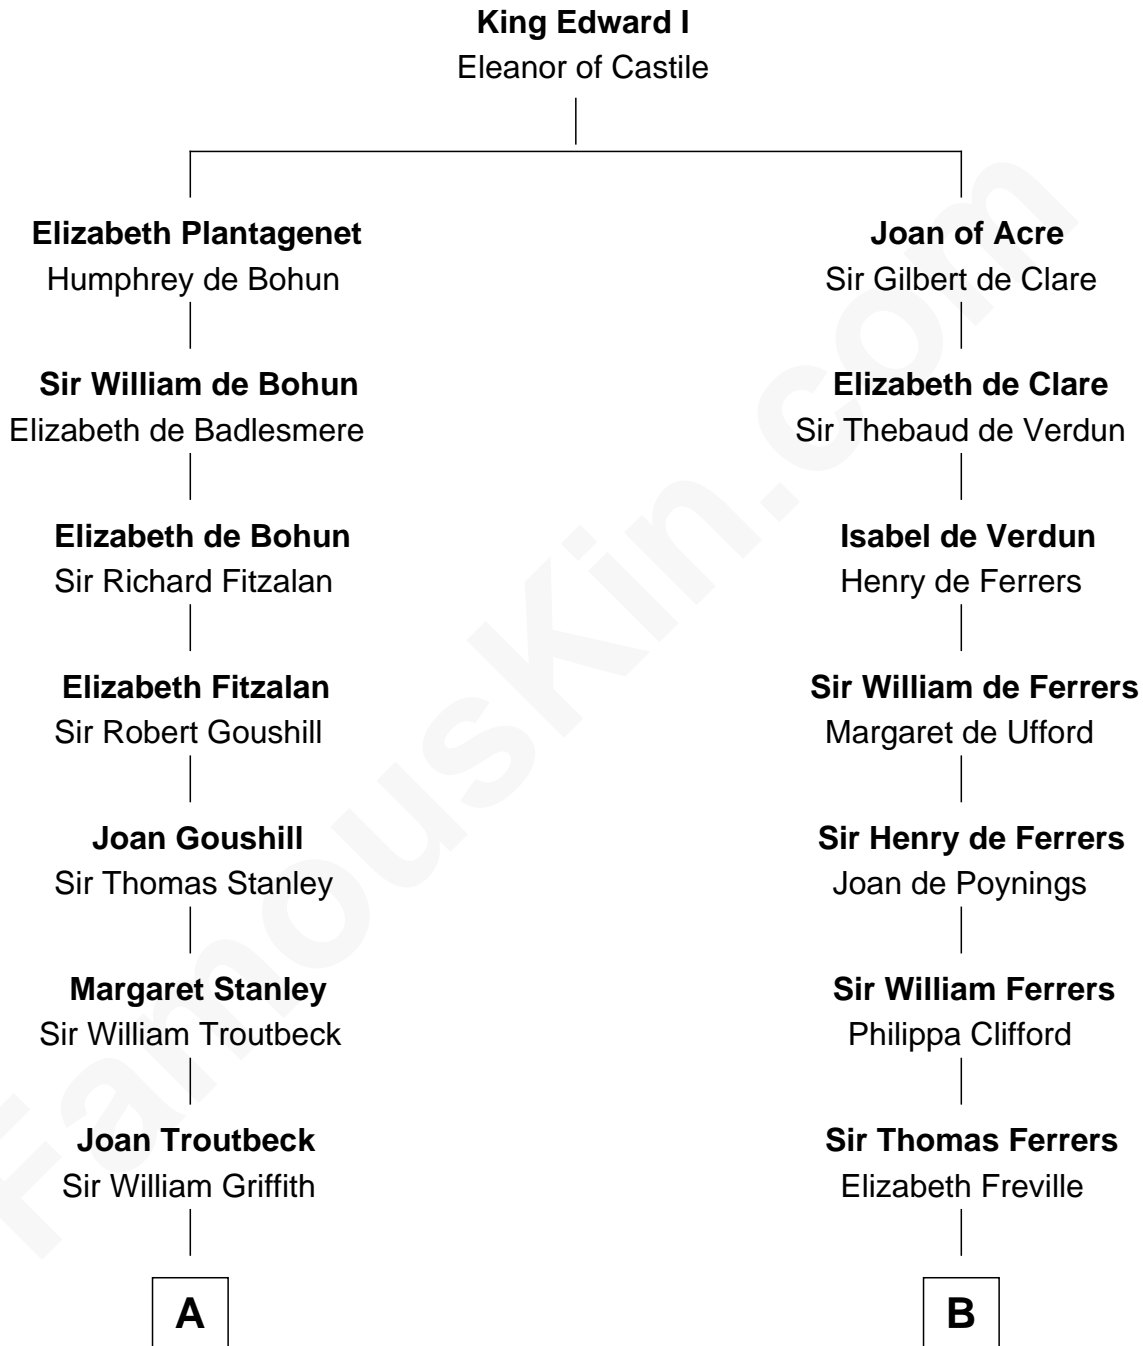 King Edward I
Eleanor of Castile
Elizabeth Plantagenet
Humphrey de Bohun
Joan of Acre
Sir Gilbert de Clare
Sir William de Bohun
Elizabeth de Badlesmere
Elizabeth de Clare
Sir Thebaud de Verdun
Elizabeth de Bohun
Sir Richard Fitzalan
Isabel de Verdun
Henry de Ferrers
Elizabeth Fitzalan
Sir Robert Goushill
Sir William de Ferrers
Margaret de Ufford
Joan Goushill
Sir Thomas Stanley
Sir Henry de Ferrers
Joan de Poynings
Margaret Stanley
Sir William Troutbeck
Sir William Ferrers
Philippa Clifford
Joan Troutbeck
Sir William Griffith
Sir Thomas Ferrers
Elizabeth Freville
A
B
FamousKin.com